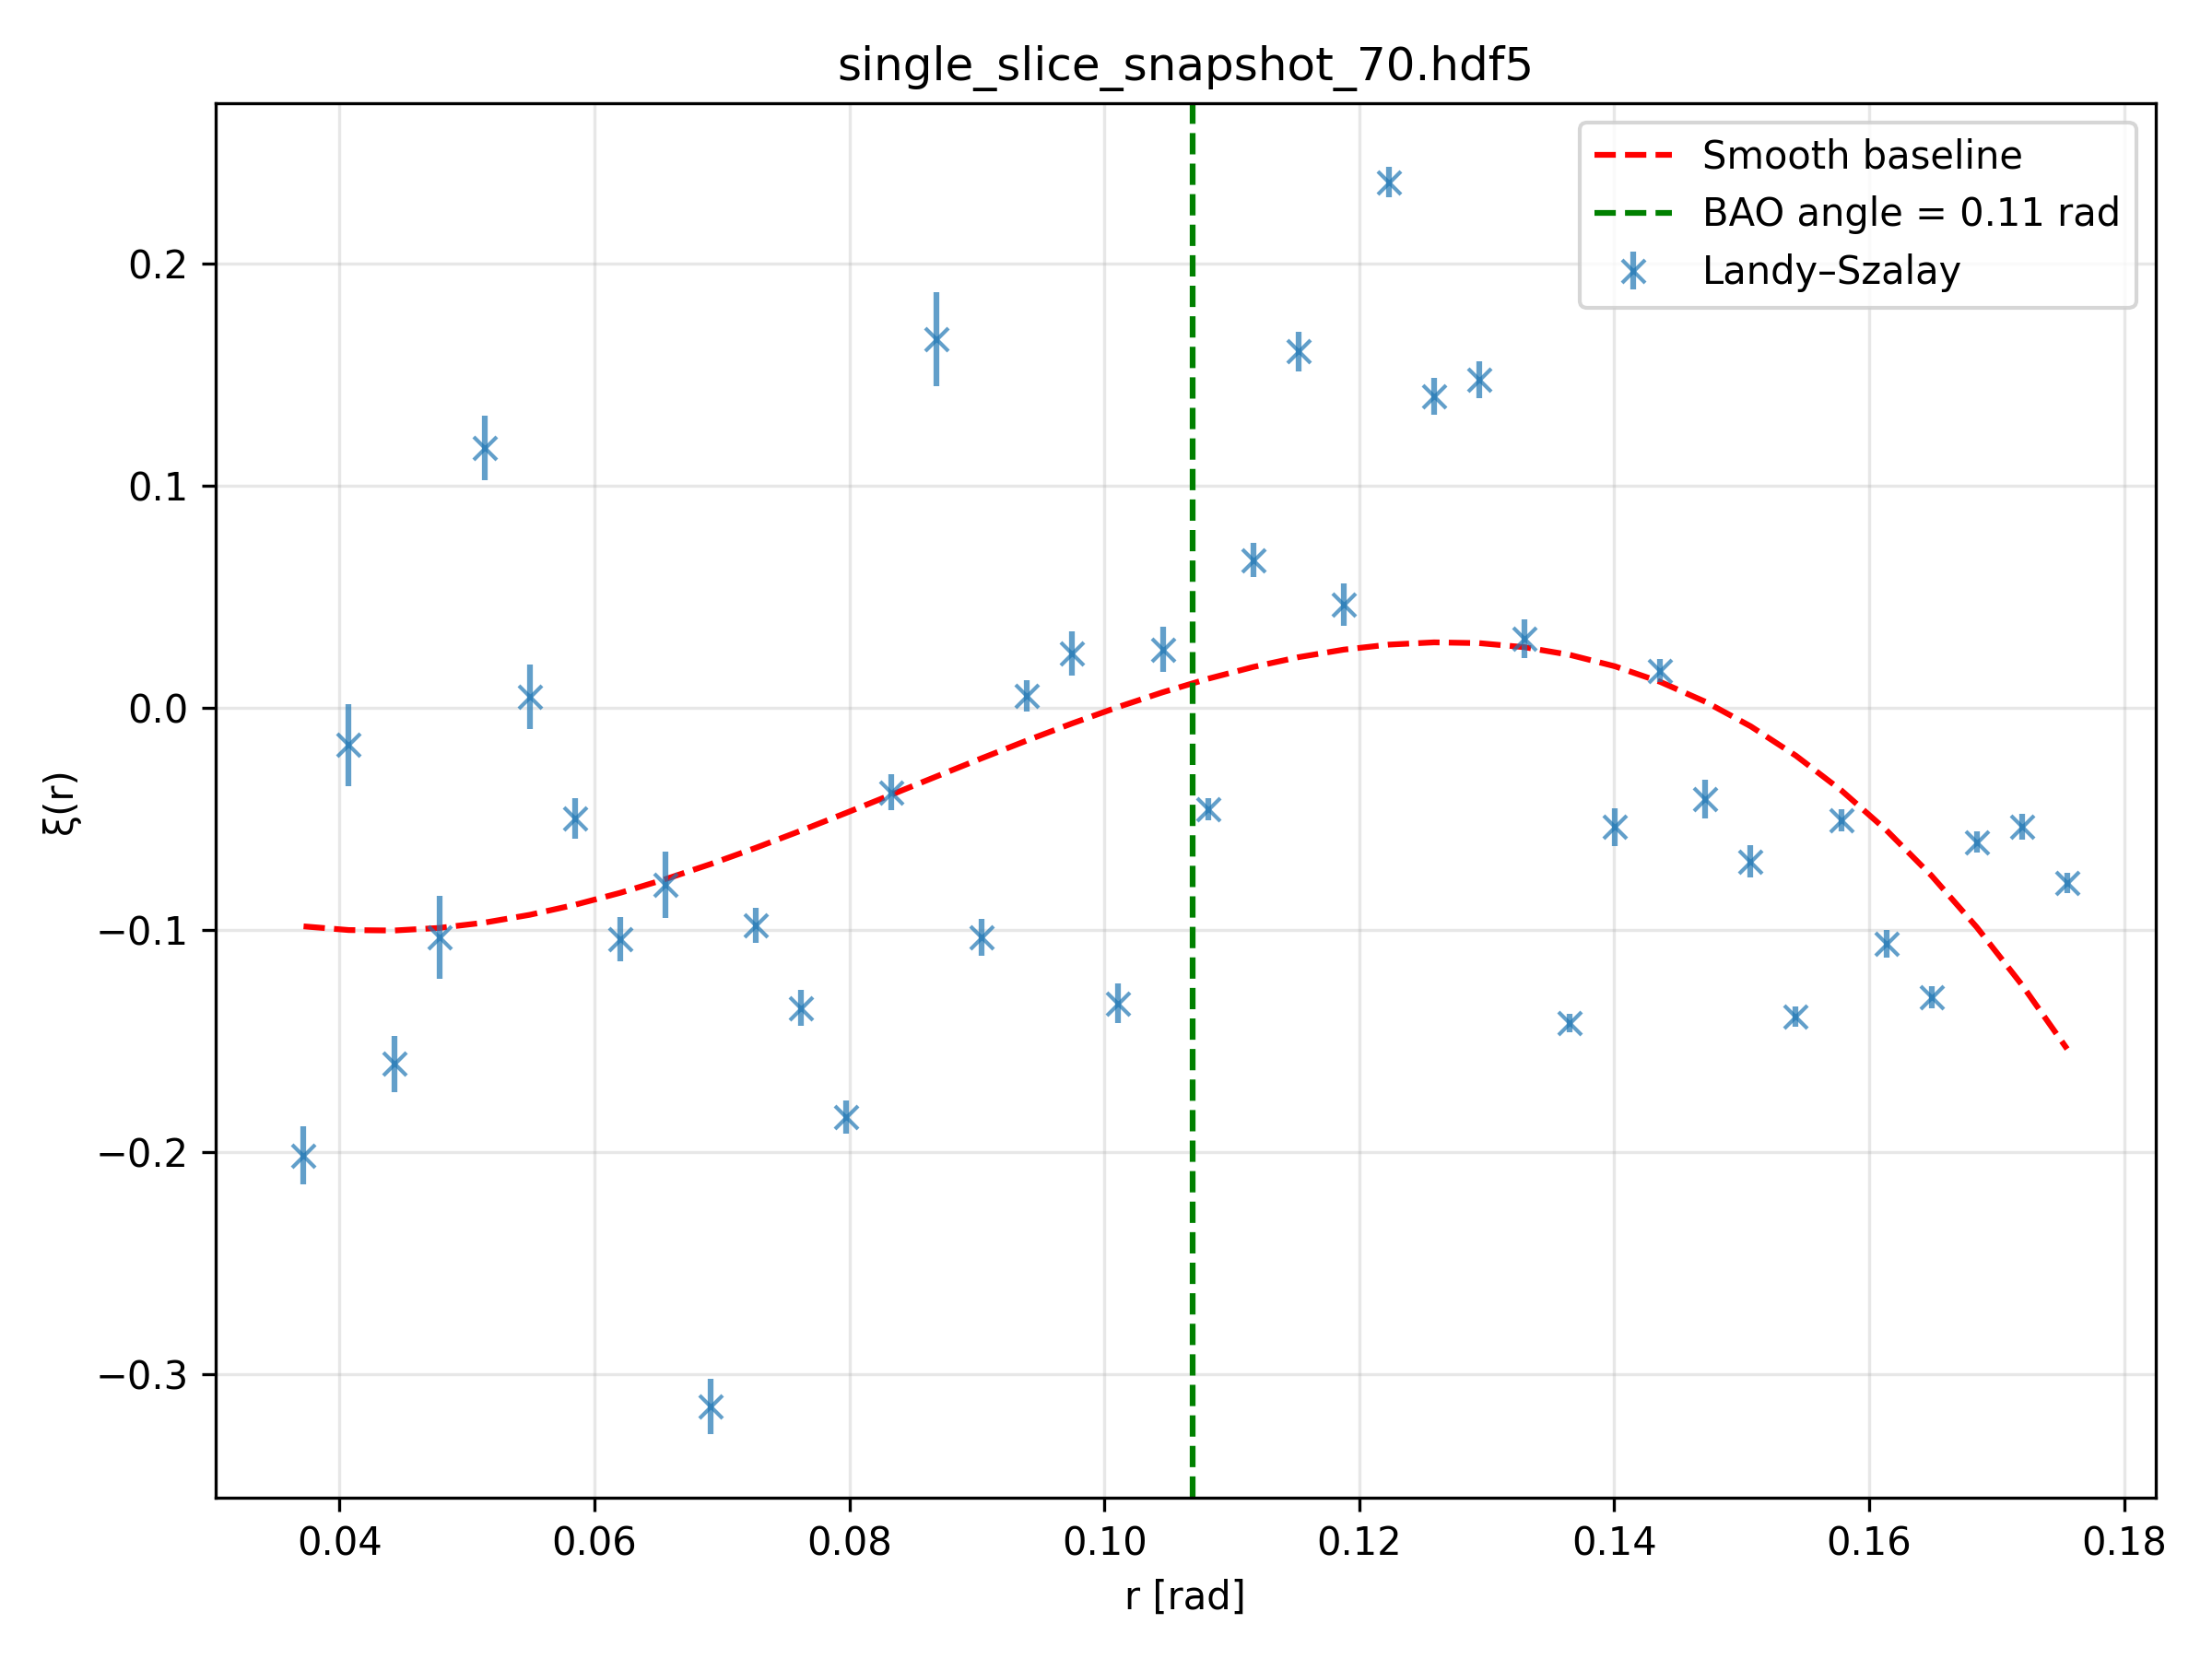 single_slice_snapshot_70.hdf5
Smooth baseline
BAO angle = 0.11 rad
Landy–Szalay
ξ(r)
0.2
0.1
0.0
−0.1
−0.2
−0.3
0.04 0.06 0.08 0.10 0.12 0.14 0.16 0.18
r [rad]